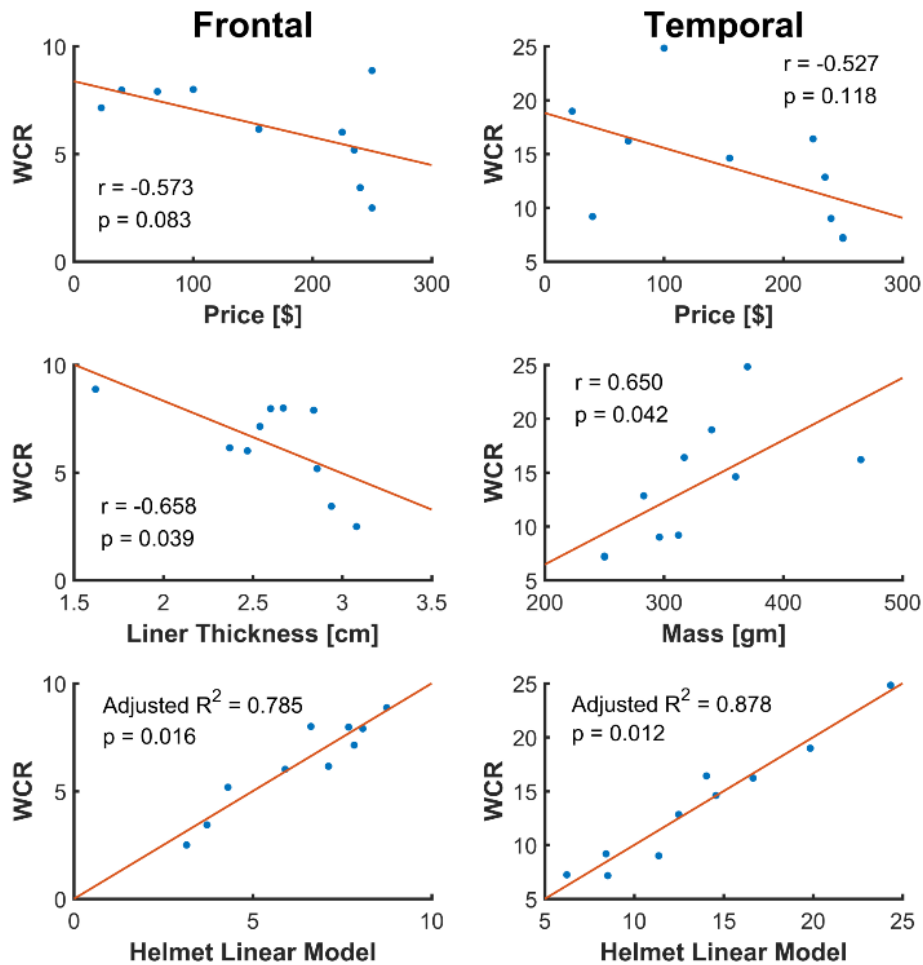 Frontal
Temporal
10
5
0
WCR
r = -0.573
p = 0.083
0 100 200 300
Price [$]
25
20
15
10
5
WCR
r = -0.527
p = 0.118
0 100 200 300
Price [$]
10
5
0
WCR
r = -0.658
p = 0.039
1.5 2 2.5 3 3.5
Liner Thickness [cm]
25
20
15
10
5
WCR
r = 0.650
p = 0.042
200 300 400 500
Mass [gm]
10
5
0
WCR
Adjusted R² = 0.785
p = 0.016
0 5 10
Helmet Linear Model
25
20
15
10
5
WCR
Adjusted R² = 0.878
p = 0.012
5 10 15 20 25
Helmet Linear Model